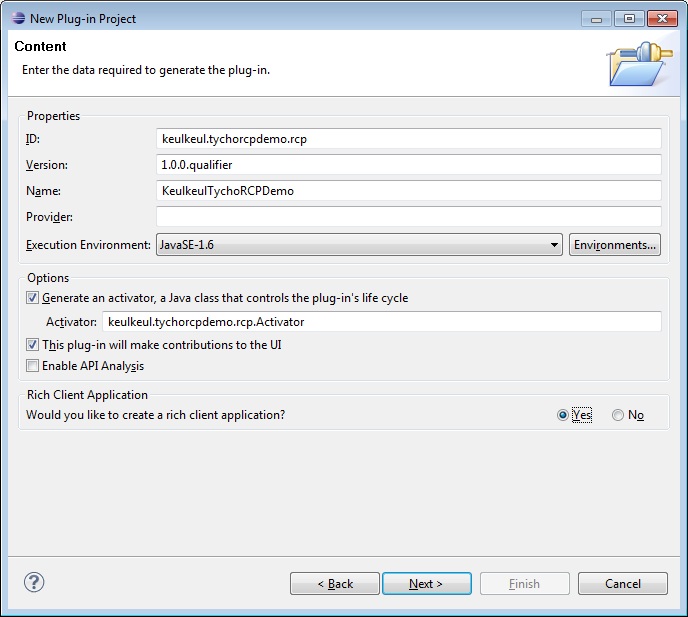 New Plug-in Project
Content
Enter the data required to generate the plug-in.
Properties
ID: keulkeul.tychorcpdemo.rcp
Version: 1.0.0.qualifier
Name: KeulkeulTychoRCPDemo
Provider:
Execution Environment: JavaSE-1.6 Environments...
Options
Generate an activator, a Java class that controls the plug-in's life cycle
Activator: keulkeul.tychorcpdemo.rcp.Activator
This plug-in will make contributions to the UI
Enable API Analysis
Rich Client Application
Would you like to create a rich client application? Yes No
? < Back Next > Finish Cancel